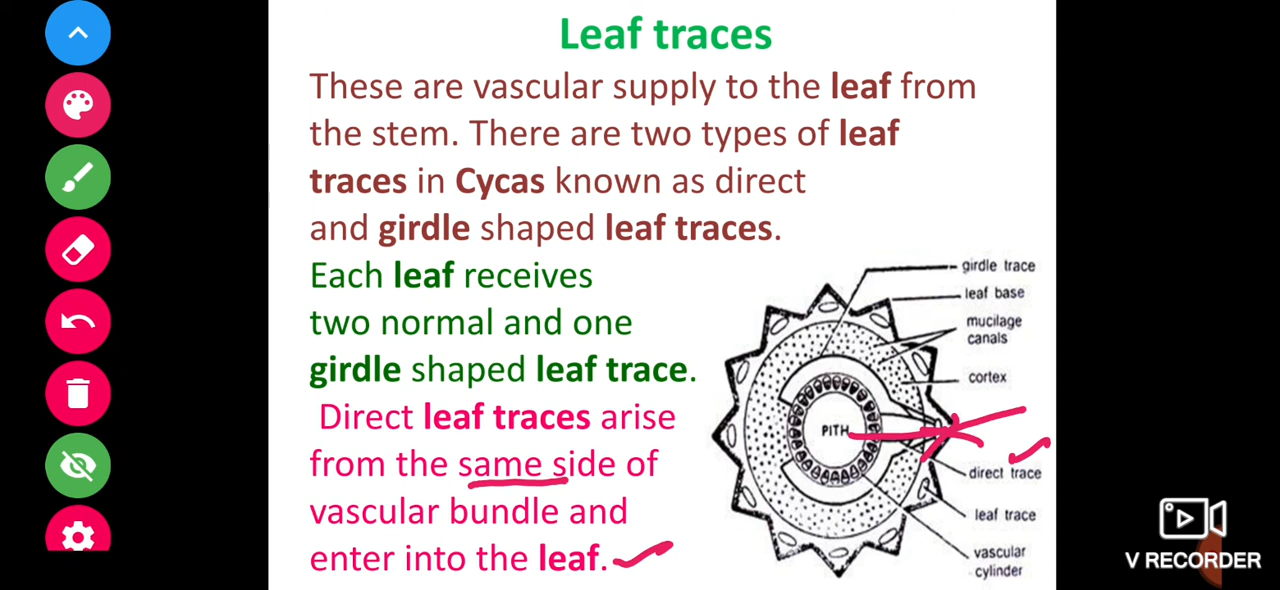 Leaf traces
These are vascular supply to the leaf from
the stem. There are two types of leaf
traces in Cycas known as direct
and girdle shaped leaf traces.
Each leaf receives
two normal and one
girdle shaped leaf trace.
Direct leaf traces arise
from the same side of
vascular bundle and
enter into the leaf.
girdle trace
leaf base
mucilage
canals
cortex
PITH
direct trace
leaf trace
vascular
cylinder
V RECORDER